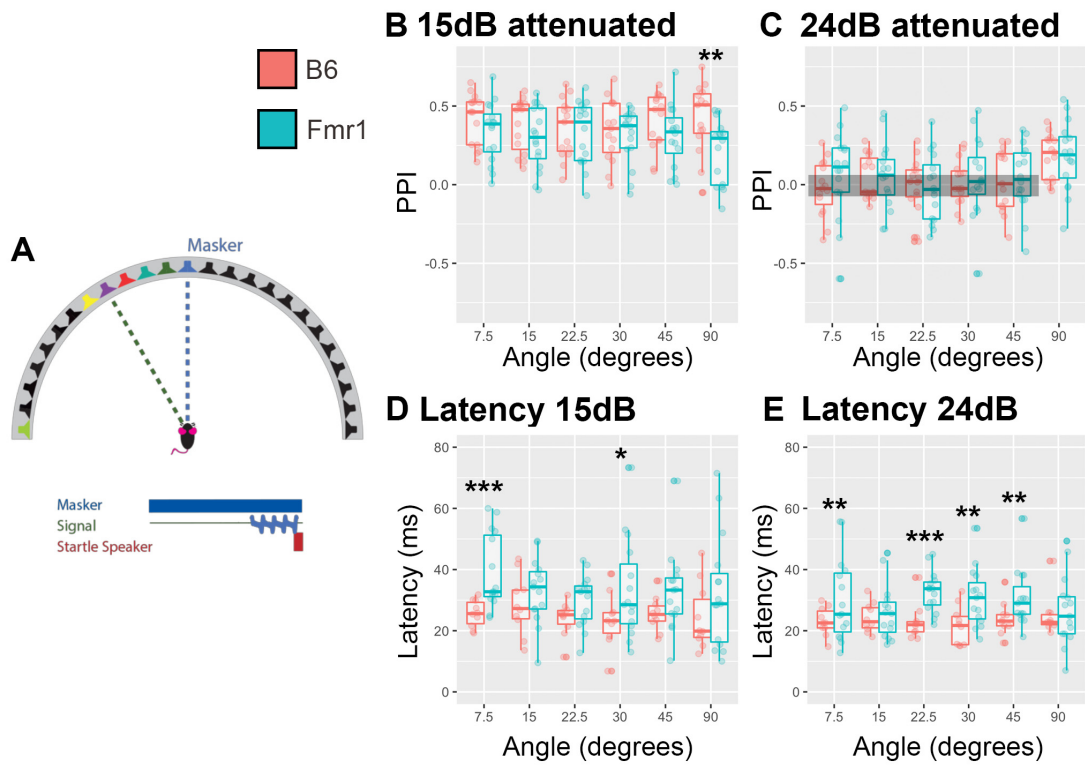 B6
Fmr1
A
Masker
Masker
Signal
Startle Speaker
B 15dB attenuated
**
PPI
0.5
0.0
-0.5
7.5 15 22.5 30 45 90
Angle (degrees)
C 24dB attenuated
PPI
0.5
0.0
-0.5
7.5 15 22.5 30 45 90
Angle (degrees)
D Latency 15dB
*** *
Latency (ms)
80
60
40
20
0
7.5 15 22.5 30 45 90
Angle (degrees)
E Latency 24dB
** *** ** **
Latency (ms)
80
60
40
20
0
7.5 15 22.5 30 45 90
Angle (degrees)